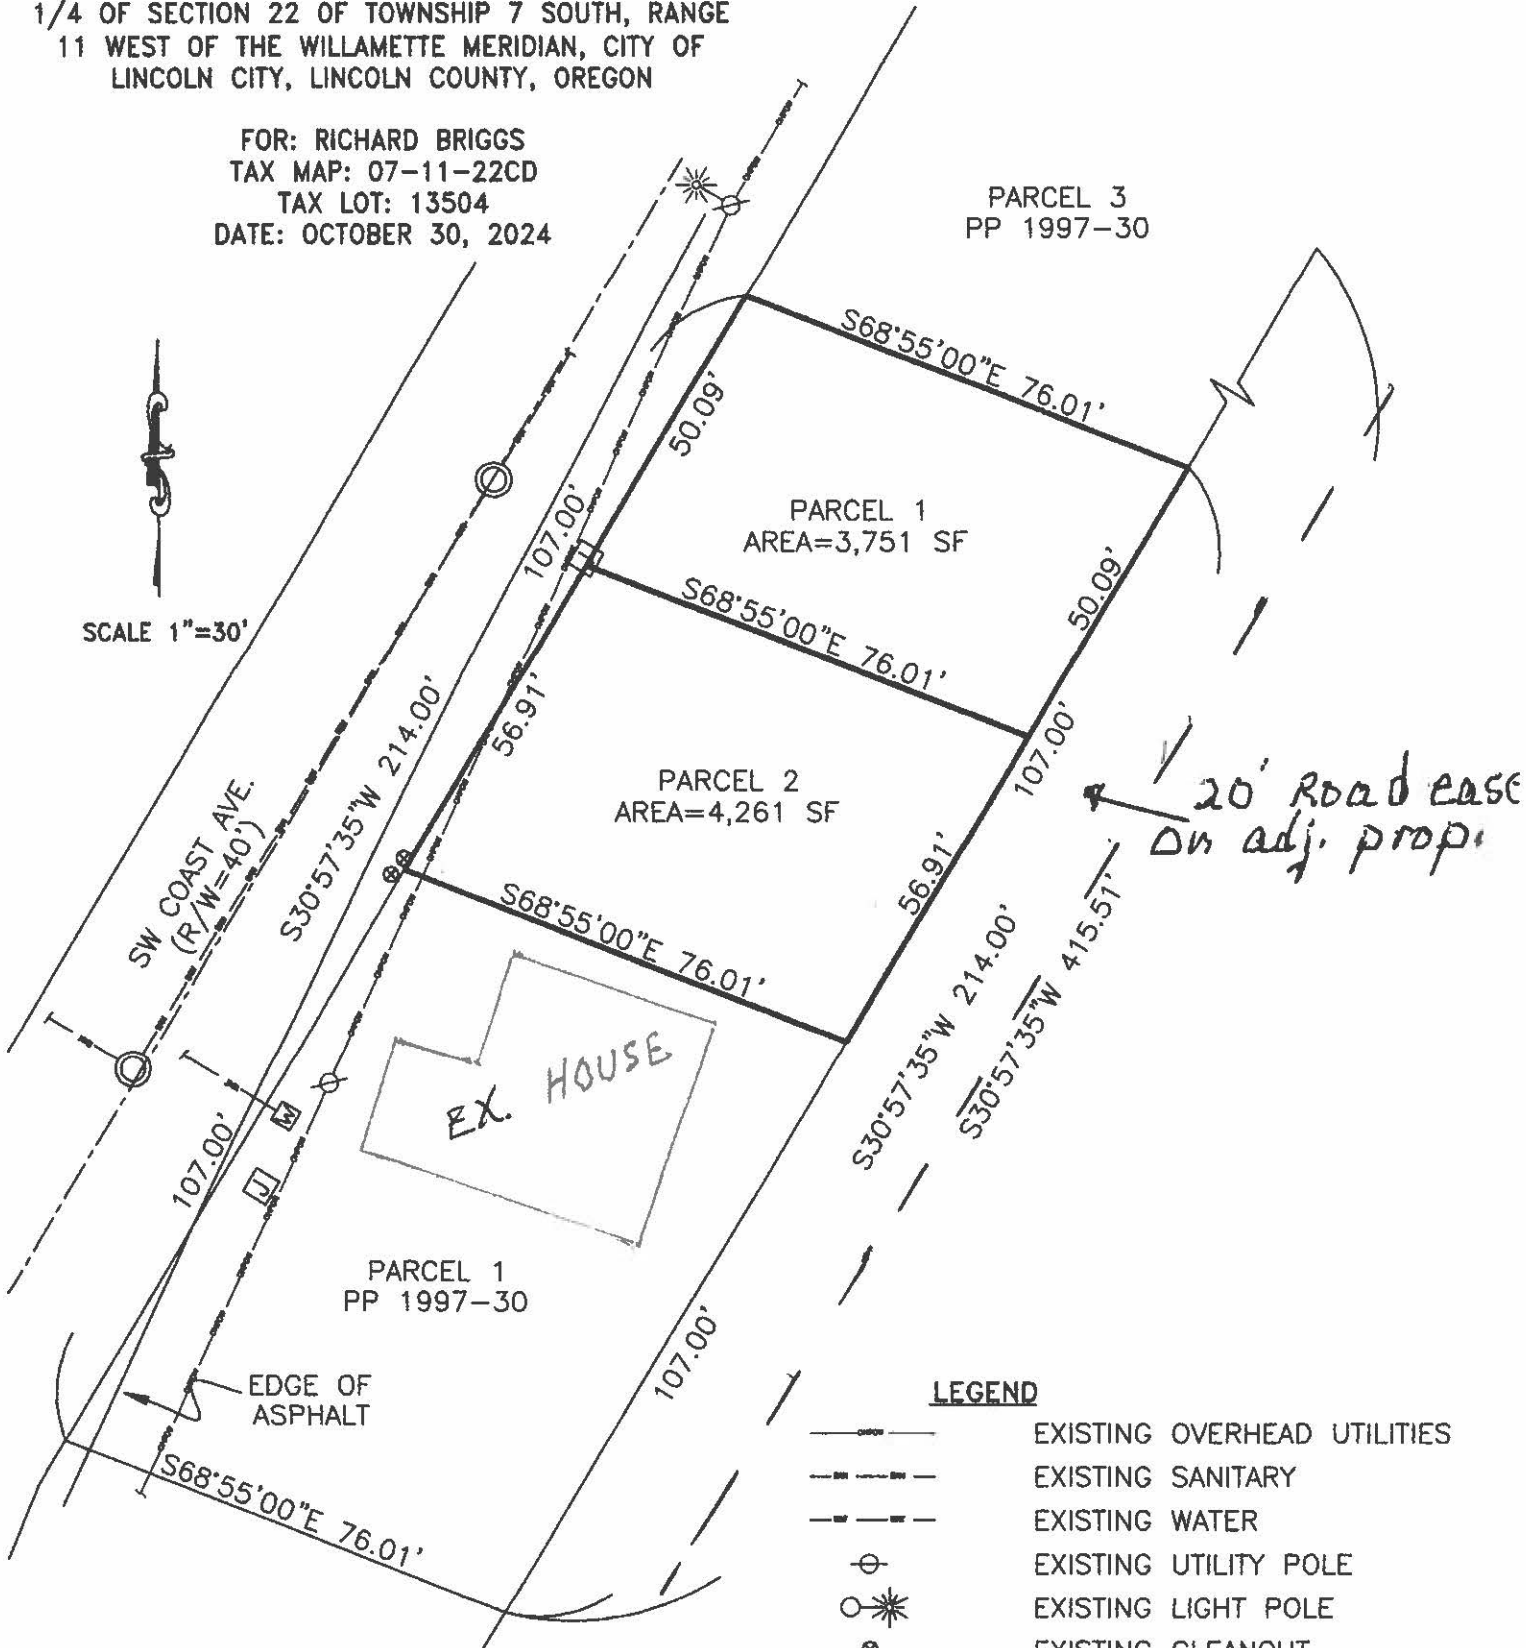 1/4 OF SECTION 22 OF TOWNSHIP 7 SOUTH, RANGE
11 WEST OF THE WILLAMETTE MERIDIAN, CITY OF
LINCOLN CITY, LINCOLN COUNTY, OREGON
FOR: RICHARD BRIGGS
TAX MAP: 07-11-22CD
TAX LOT: 13504
DATE: OCTOBER 30, 2024
PARCEL 3
PP 1997-30
S68°55'00"E 76.01'
50.09'
PARCEL 1
AREA=3,751 SF
107.00'
50.09'
SCALE 1"=30'
S68°55'00"E 76.01'
56.91'
PARCEL 2
AREA=4,261 SF
107.00'
20' Road ease
On adj. prop.
SW COAST AVE.
(R/W=40')
S30°57'35"W 214.00'
56.91'
S68°55'00"E 76.01'
S30°57'35"W 214.00'
S30°57'35"W 415.51'
EX. HOUSE
W
107.00'
J
PARCEL 1
PP 1997-30
107.00'
EDGE OF
ASPHALT
S68°55'00"E 76.01'
LEGEND
EXISTING OVERHEAD UTILITIES
EXISTING SANITARY
EXISTING WATER
EXISTING UTILITY POLE
EXISTING LIGHT POLE
EXISTING CLEANOUT